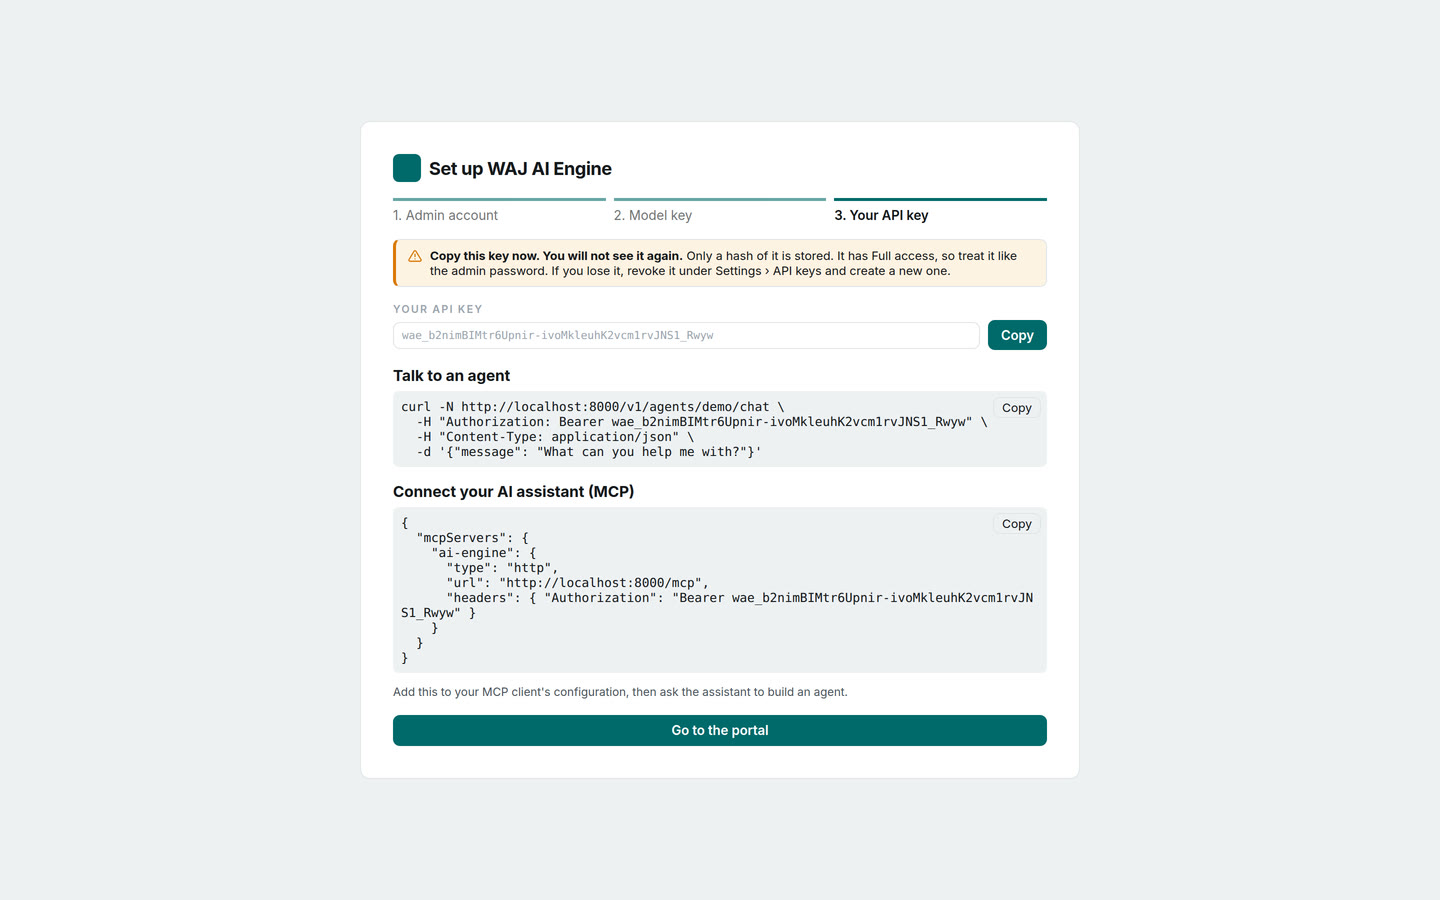 Set up WAJ AI Engine
1. Admin account
2. Model key
3. Your API key
Copy this key now. You will not see it again. Only a hash of it is stored. It has Full access, so treat it like
the admin password. If you lose it, revoke it under Settings › API keys and create a new one.
YOUR API KEY
wae_b2nimBIMtr6Upnir-ivoMkleuhK2vcm1rvJNS1_Rwyw
Copy
Talk to an agent
Copy
curl -N http://localhost:8000/v1/agents/demo/chat \
  -H "Authorization: Bearer wae_b2nimBIMtr6Upnir-ivoMkleuhK2vcm1rvJNS1_Rwyw" \
  -H "Content-Type: application/json" \
  -d '{"message": "What can you help me with?"}'
Connect your AI assistant (MCP)
Copy
{
  "mcpServers": {
    "ai-engine": {
      "type": "http",
      "url": "http://localhost:8000/mcp",
      "headers": { "Authorization": "Bearer wae_b2nimBIMtr6Upnir-ivoMkleuhK2vcm1rvJN
S1_Rwyw" }
    }
  }
}
Add this to your MCP client's configuration, then ask the assistant to build an agent.
Go to the portal